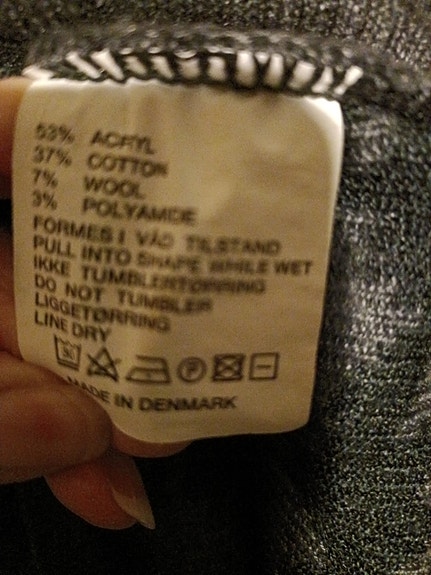 53% ACRYL
37% COTTON
7% WOOL
3% POLYAMIDE
FORMES I VÅD TILSTAND
PULL INTO SHAPE WHILE WET
IKKE TUMBLERTØRRING
DO NOT TUMBLER
LIGGETØRRING
LINE DRY
P
MADE IN DENMARK